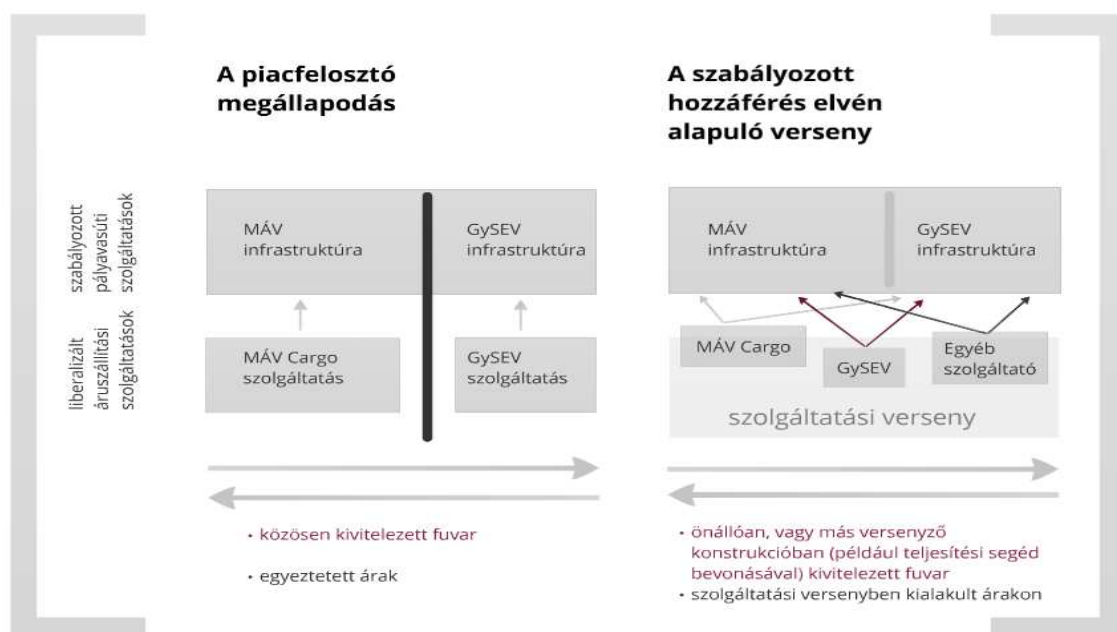 A piacfelosztó
megállapodás
A szabályozott
hozzáférés elvén
alapuló verseny
szabályozott
pályavasúti
szolgáltatások
MÁV
infrastruktúra
GySEV
infrastruktúra
MÁV
infrastruktúra
GySEV
infrastruktúra
liberalizált
áruszállítási
szolgáltatások
MÁV Cargo
szolgáltatás
GySEV
szolgáltatás
MÁV Cargo
GySEV
Egyéb
szolgáltató
szolgáltatási verseny
• közösen kivitelezett fuvar
• egyeztetett árak
• önállóan, vagy más versenyző
konstrukcióban (például teljesítési segéd
bevonásával) kivitelezett fuvar
• szolgáltatási versenyben kialakult árakon